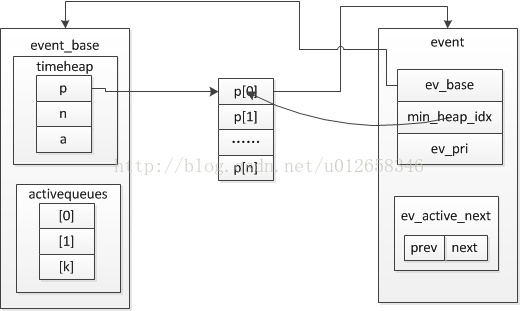 event_base
timeheap
p
n
a
activequeues
[0]
[1]
[k]
p[0]
p[1]
······
p[n]
event
ev_base
min_heap_idx
ev_pri
ev_active_next
prev
next
http://blog.csdn.net/u012658346